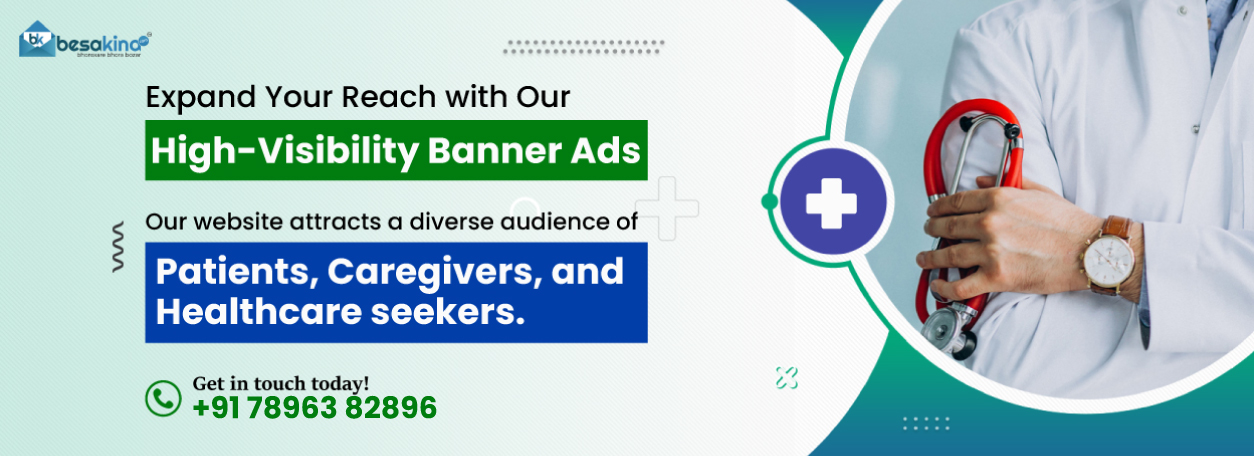 bk besakina
Expand Your Reach with Our
High-Visibility Banner Ads
Our website attracts a diverse audience of
Patients, Caregivers, and
Healthcare seekers.
Get in touch today!
+91 78963 82896